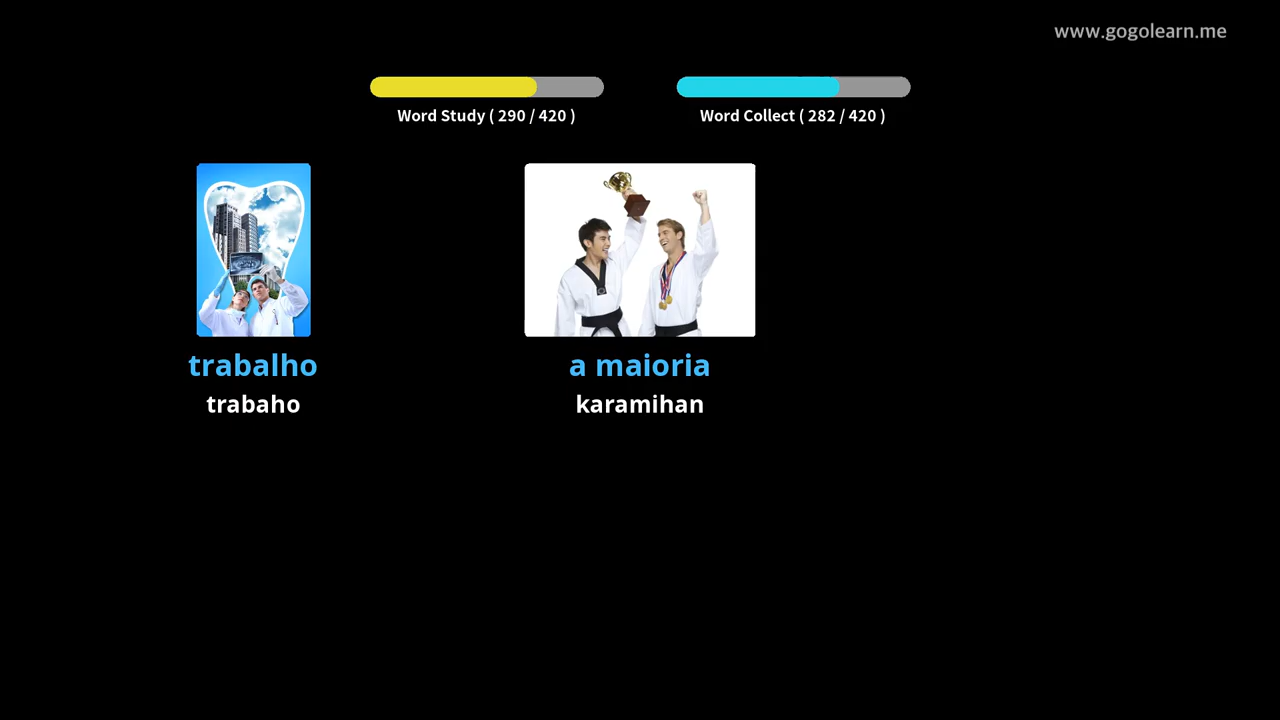 www.gogolearn.me
Word Study ( 290 / 420 )
Word Collect ( 282 / 420 )
trabalho
trabaho
a maioria
karamihan